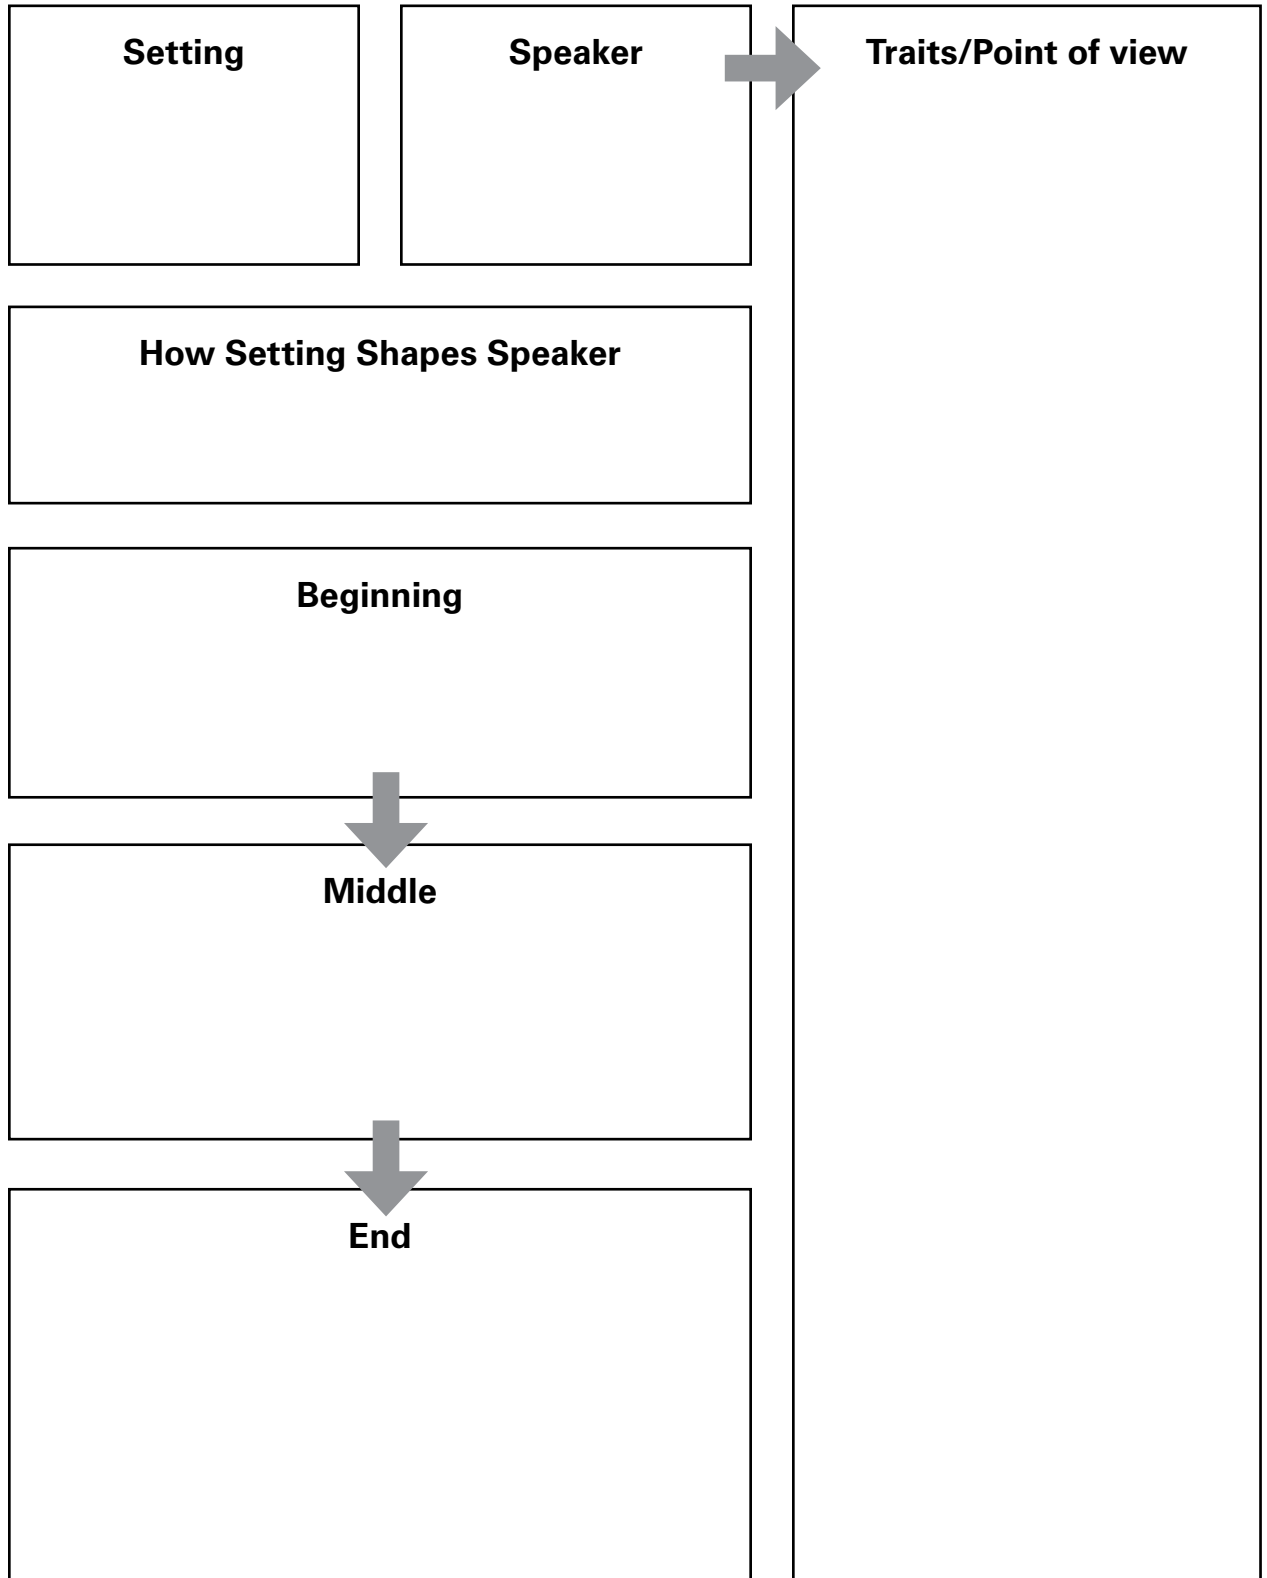 Setting
Speaker
Traits/Point of view
How Setting Shapes Speaker
Beginning
Middle
End